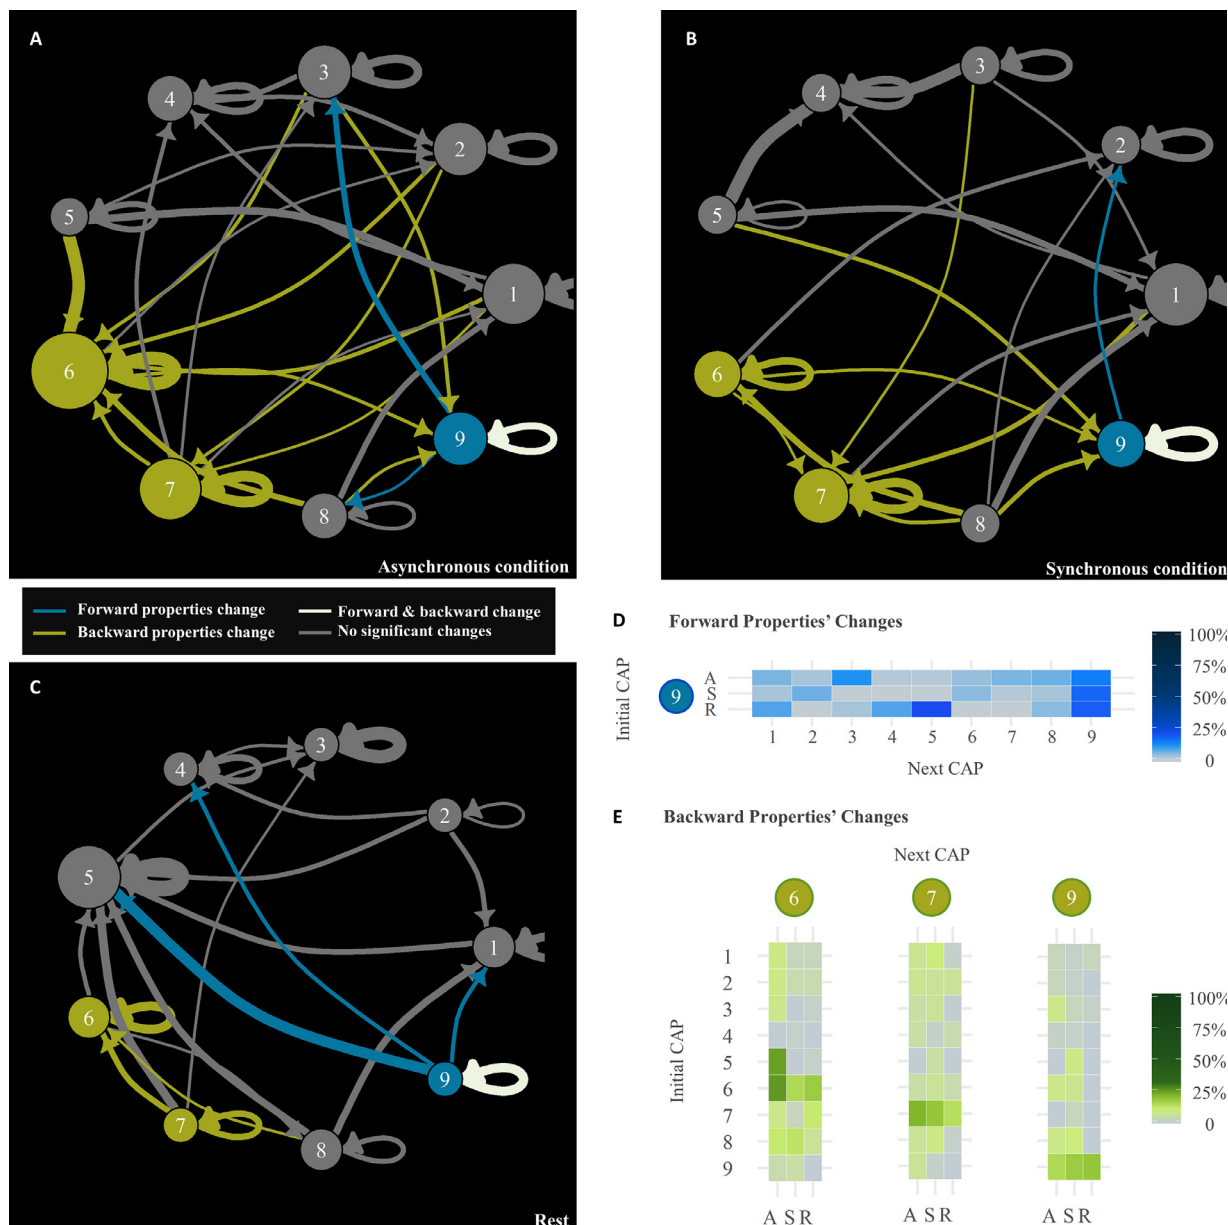 A
3
4
2
5
1
6
9
7
8
Asynchronous condition
B
3
4
2
5
1
6
9
7
8
Synchronous condition
Forward properties change
Forward & backward change
Backward properties change
No significant changes
C
3
4
2
5
1
6
9
7
8
Rest
D Forward Properties' Changes
Initial CAP
9
A
S
R
1 2 3 4 5 6 7 8 9
Next CAP
100%
75%
50%
25%
0
E Backward Properties' Changes
Next CAP
6 7 9
Initial CAP
1
2
3
4
5
6
7
8
9
A S R A S R A S R
100%
75%
50%
25%
0